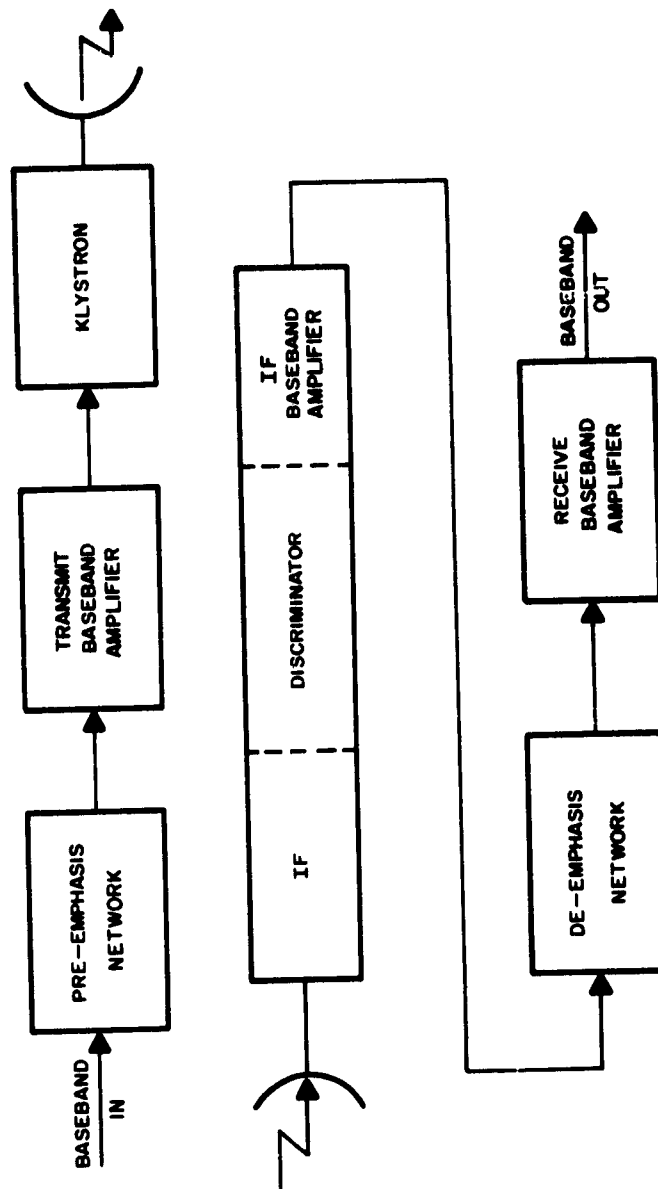 BASEBAND
IN
PRE-EMPHASIS
NETWORK
TRANSMIT
BASEBAND
AMPLIFIER
KLYSTRON
IF
DISCRIMINATOR
IF
BASEBAND
AMPLIFIER
DE-EMPHASIS
NETWORK
RECEIVE
BASEBAND
AMPLIFIER
BASEBAND
OUT